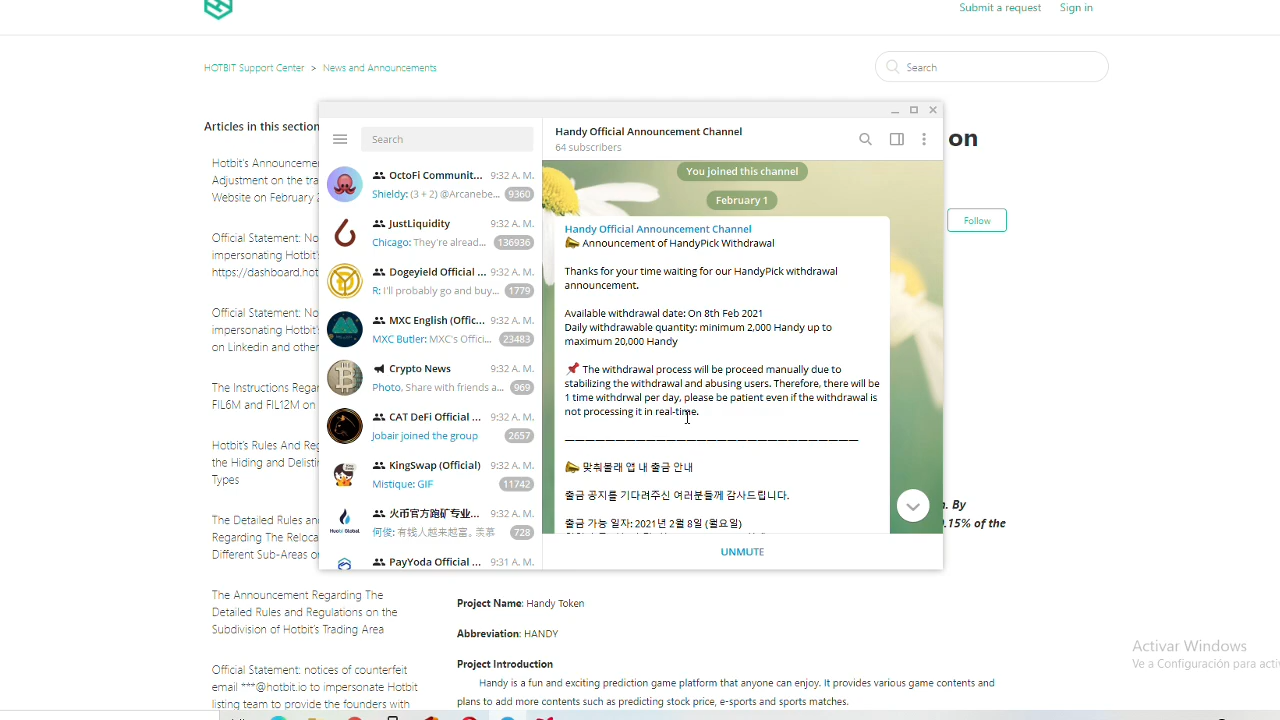 Submit a request
Sign in
HOTBIT Support Center > News and Announcements
Search
Articles in this section
on
Hotbit's Announcemen
Adjustment on the tra
Website on February 2
Follow
Official Statement: No
impersonating Hotbit's
https://dashboard.hot
Official Statement: No
impersonating Hotbit's
on Linkedin and other
The Instructions Regar
FIL6M and FIL12M on
Hotbit's Rules And Reg
the Hiding and Delistin
Types
The Detailed Rules and
Regarding The Reloca
Different Sub-Areas on
The Announcement Regarding The
Detailed Rules and Regulations on the
Subdivision of Hotbit's Trading Area
Official Statement: notices of counterfeit
email ***@hotbit.io to impersonate Hotbit
listing team to provide the founders with
Search
OctoFi Communit... 9:32 A. M.
Shieldy: (3 + 2) @Arcanebe... 9360
JustLiquidity 9:32 A. M.
Chicago: They're alread... 136936
Dogeyield Official ... 9:32 A. M.
R: I'll probably go and buy... 1779
MXC English (Offic... 9:32 A. M.
MXC Butler: MXC's Offici... 23483
Crypto News 9:32 A. M.
Photo, Share with friends a... 969
CAT DeFi Official ... 9:32 A. M.
Jobair joined the group 2657
KingSwap (Official) 9:32 A. M.
Mistique: GIF 11742
火币官方跑矿专业... 9:32 A. M.
何俊: 有钱人越来越富，羡慕 728
Huobi Global
PayYoda Official ... 9:31 A. M.
Handy Official Announcement Channel
64 subscribers
You joined this channel
February 1
Handy Official Announcement Channel
Announcement of HandyPick Withdrawal
Thanks for your time waiting for our HandyPick withdrawal
announcement.
Available withdrawal date: On 8th Feb 2021
Daily withdrawable quantity: minimum 2,000 Handy up to
maximum 20,000 Handy
The withdrawal process will be proceed manually due to
stabilizing the withdrawal and abusing users. Therefore, there will be
1 time withdrwal per day, please be patient even if the withdrawal is
not processing it in real-time.
—————————————————————————
맞춰볼래 앱 내 출금 안내
출금 공지를 기다려주신 여러분들께 감사드립니다.
출금 가능 일자: 2021년 2월 8일 (월요일)
UNMUTE
. By
.15% of the
Project Name: Handy Token
Abbreviation: HANDY
Project Introduction
Handy is a fun and exciting prediction game platform that anyone can enjoy. It provides various game contents and
plans to add more contents such as predicting stock price, e-sports and sports matches.
Activar Windows
Ve a Configuración para acti